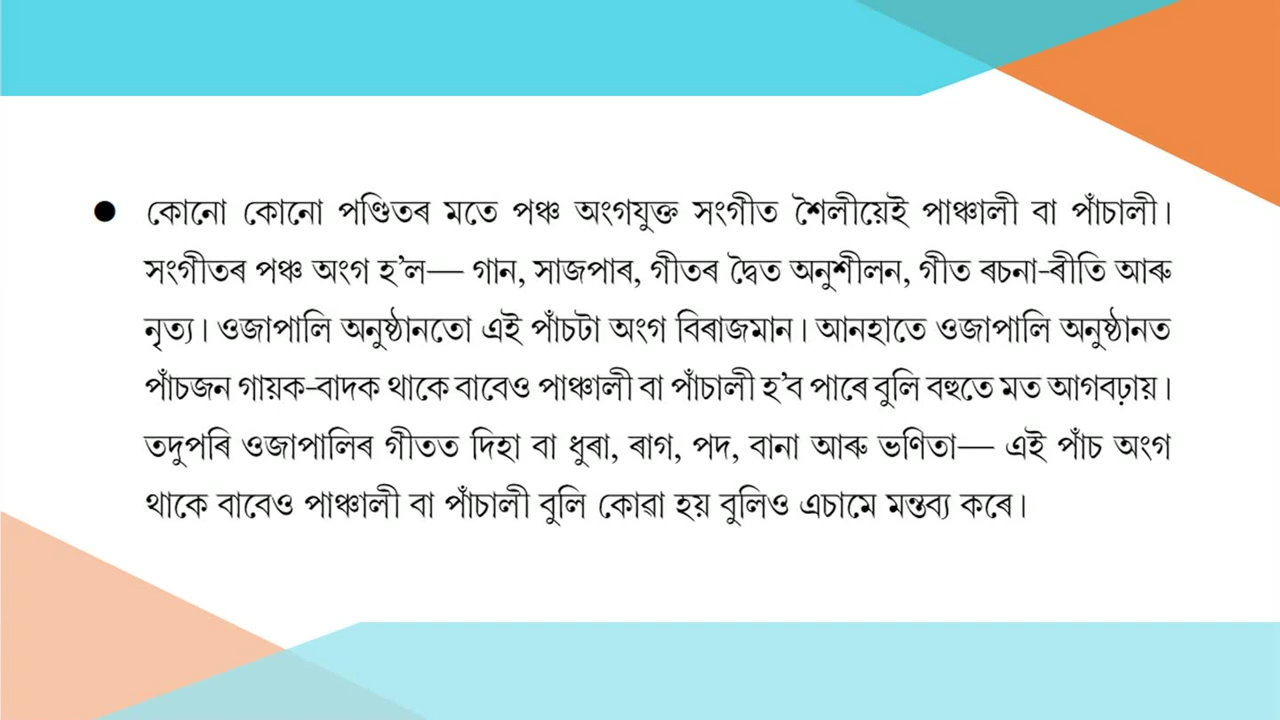 ● কোনো কোনো পণ্ডিতৰ মতে পঞ্চ অংগযুক্ত সংগীত শৈলীয়েই পাঞ্চালী বা পাঁচালী।
সংগীতৰ পঞ্চ অংগ হ’ল— গান, সাজপাৰ, গীতৰ দ্বৈত অনুশীলন, গীত ৰচনা-ৰীতি আৰু
নৃত্য। ওজাপালি অনুষ্ঠানতো এই পাঁচটা অংগ বিৰাজমান। আনহাতে ওজাপালি অনুষ্ঠানত
পাঁচজন গায়ক-বাদক থাকে বাবেও পাঞ্চালী বা পাঁচালী হ’ব পাৰে বুলি বহুতে মত আগবঢ়ায়।
তদুপৰি ওজাপালিৰ গীতত দিহা বা ধুৰা, ৰাগ, পদ, বানা আৰু ভণিতা— এই পাঁচ অংগ
থাকে বাবেও পাঞ্চালী বা পাঁচালী বুলি কোৱা হয় বুলিও এচামে মন্তব্য কৰে।